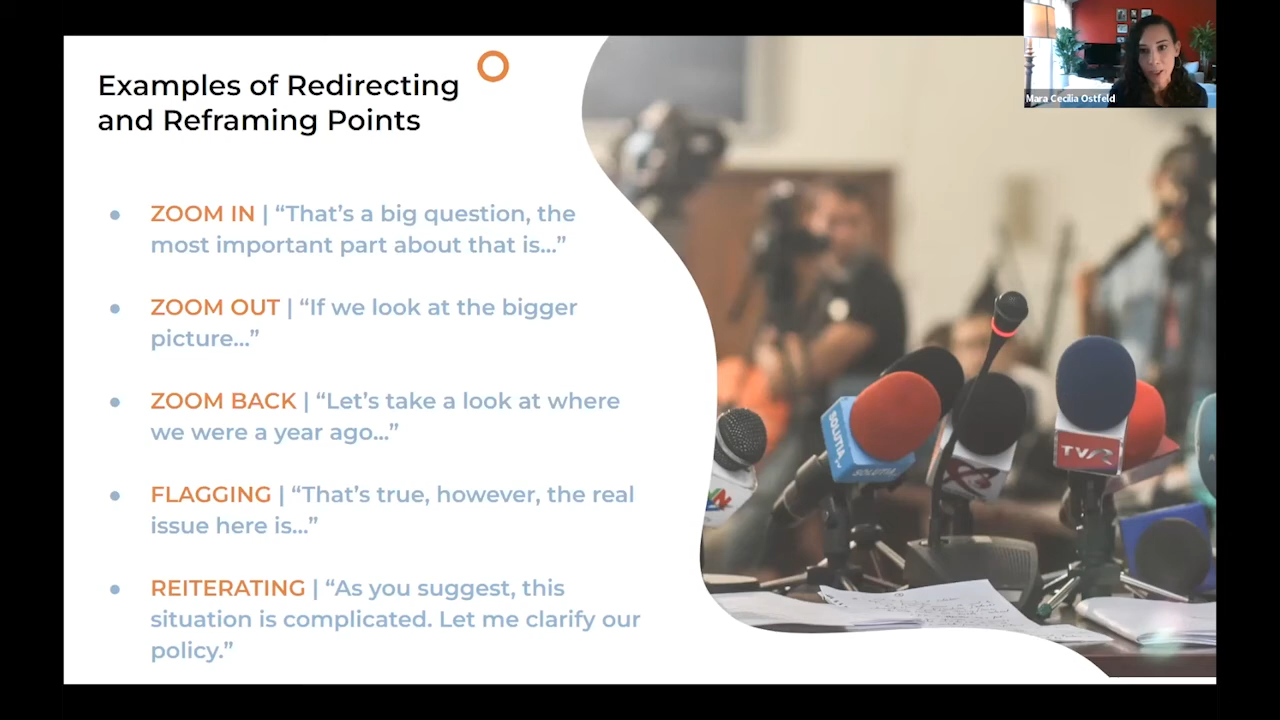 Mara Cecilia Ostfeld
Examples of Redirecting
and Reframing Points
● ZOOM IN | “That’s a big question, the
most important part about that is...”
● ZOOM OUT | “If we look at the bigger
picture...”
● ZOOM BACK | “Let’s take a look at where
we were a year ago...”
● FLAGGING | “That’s true, however, the real
issue here is...”
● REITERATING | “As you suggest, this
situation is complicated. Let me clarify our
policy.”
SOLUTIA
SOLUTIA
TVR